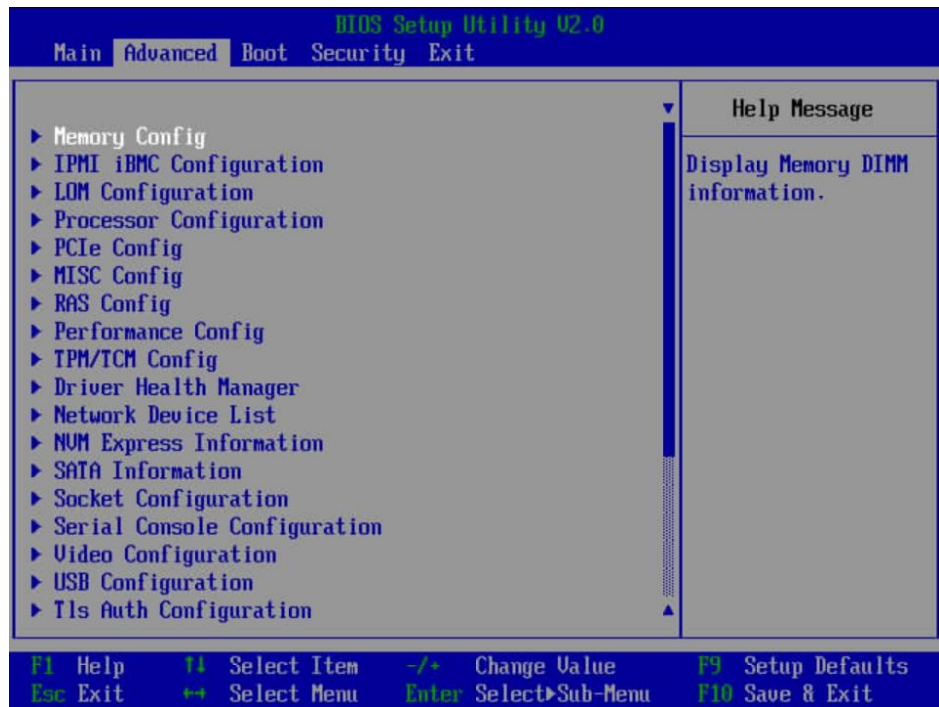 BIOS Setup Utility V2.0
Main Advanced Boot Security Exit
Help Message
▶ Memory Config
▶ IPMI iBMC Configuration
Display Memory DIMM
▶ LOM Configuration
information.
▶ Processor Configuration
▶ PCIe Config
▶ MISC Config
▶ RAS Config
▶ Performance Config
▶ TPM/TCM Config
▶ Driver Health Manager
▶ Network Device List
▶ NVM Express Information
▶ SATA Information
▶ Socket Configuration
▶ Serial Console Configuration
▶ Video Configuration
▶ USB Configuration
▶ Tls Auth Configuration
F1 Help ↑↓ Select Item -/+ Change Value F9 Setup Defaults
Esc Exit ←→ Select Menu Enter Select▶Sub-Menu F10 Save & Exit